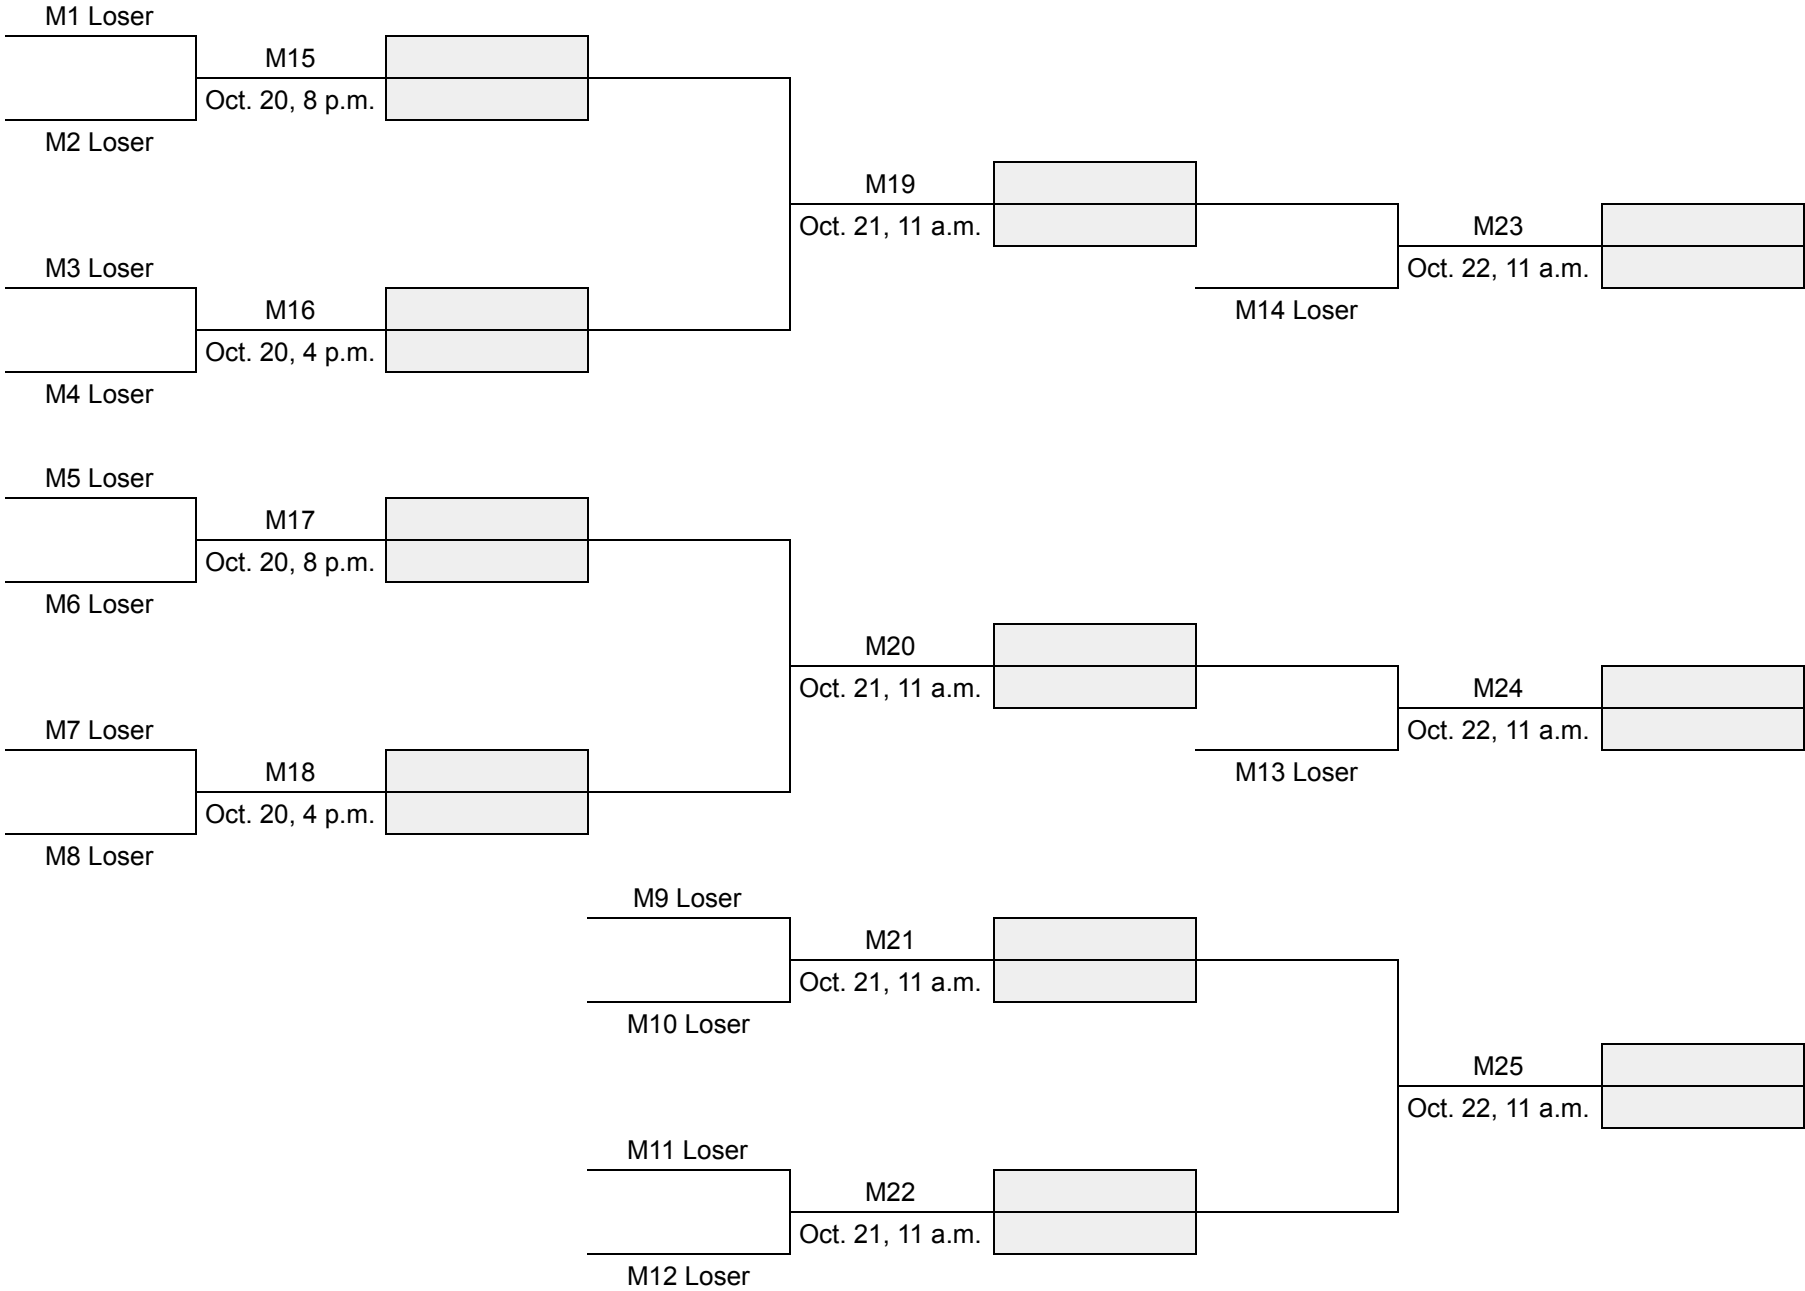 M1 Loser
M15
Oct. 20, 8 p.m.
M2 Loser
M19
Oct. 21, 11 a.m.
M23
Oct. 22, 11 a.m.
M3 Loser
M16
Oct. 20, 4 p.m.
M14 Loser
M4 Loser
M5 Loser
M17
Oct. 20, 8 p.m.
M6 Loser
M20
Oct. 21, 11 a.m.
M24
Oct. 22, 11 a.m.
M7 Loser
M18
Oct. 20, 4 p.m.
M13 Loser
M8 Loser
M9 Loser
M21
Oct. 21, 11 a.m.
M10 Loser
M25
Oct. 22, 11 a.m.
M11 Loser
M22
Oct. 21, 11 a.m.
M12 Loser